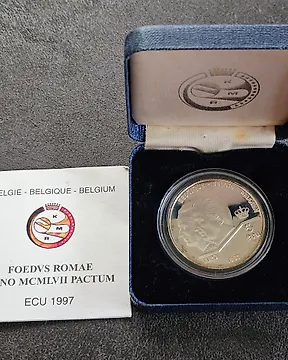 ELGIE - BELGIQUE - BELGIUM
K
M
R
FOEDVS ROMAE
NO MCMLVII PACTUM
ECU 1997